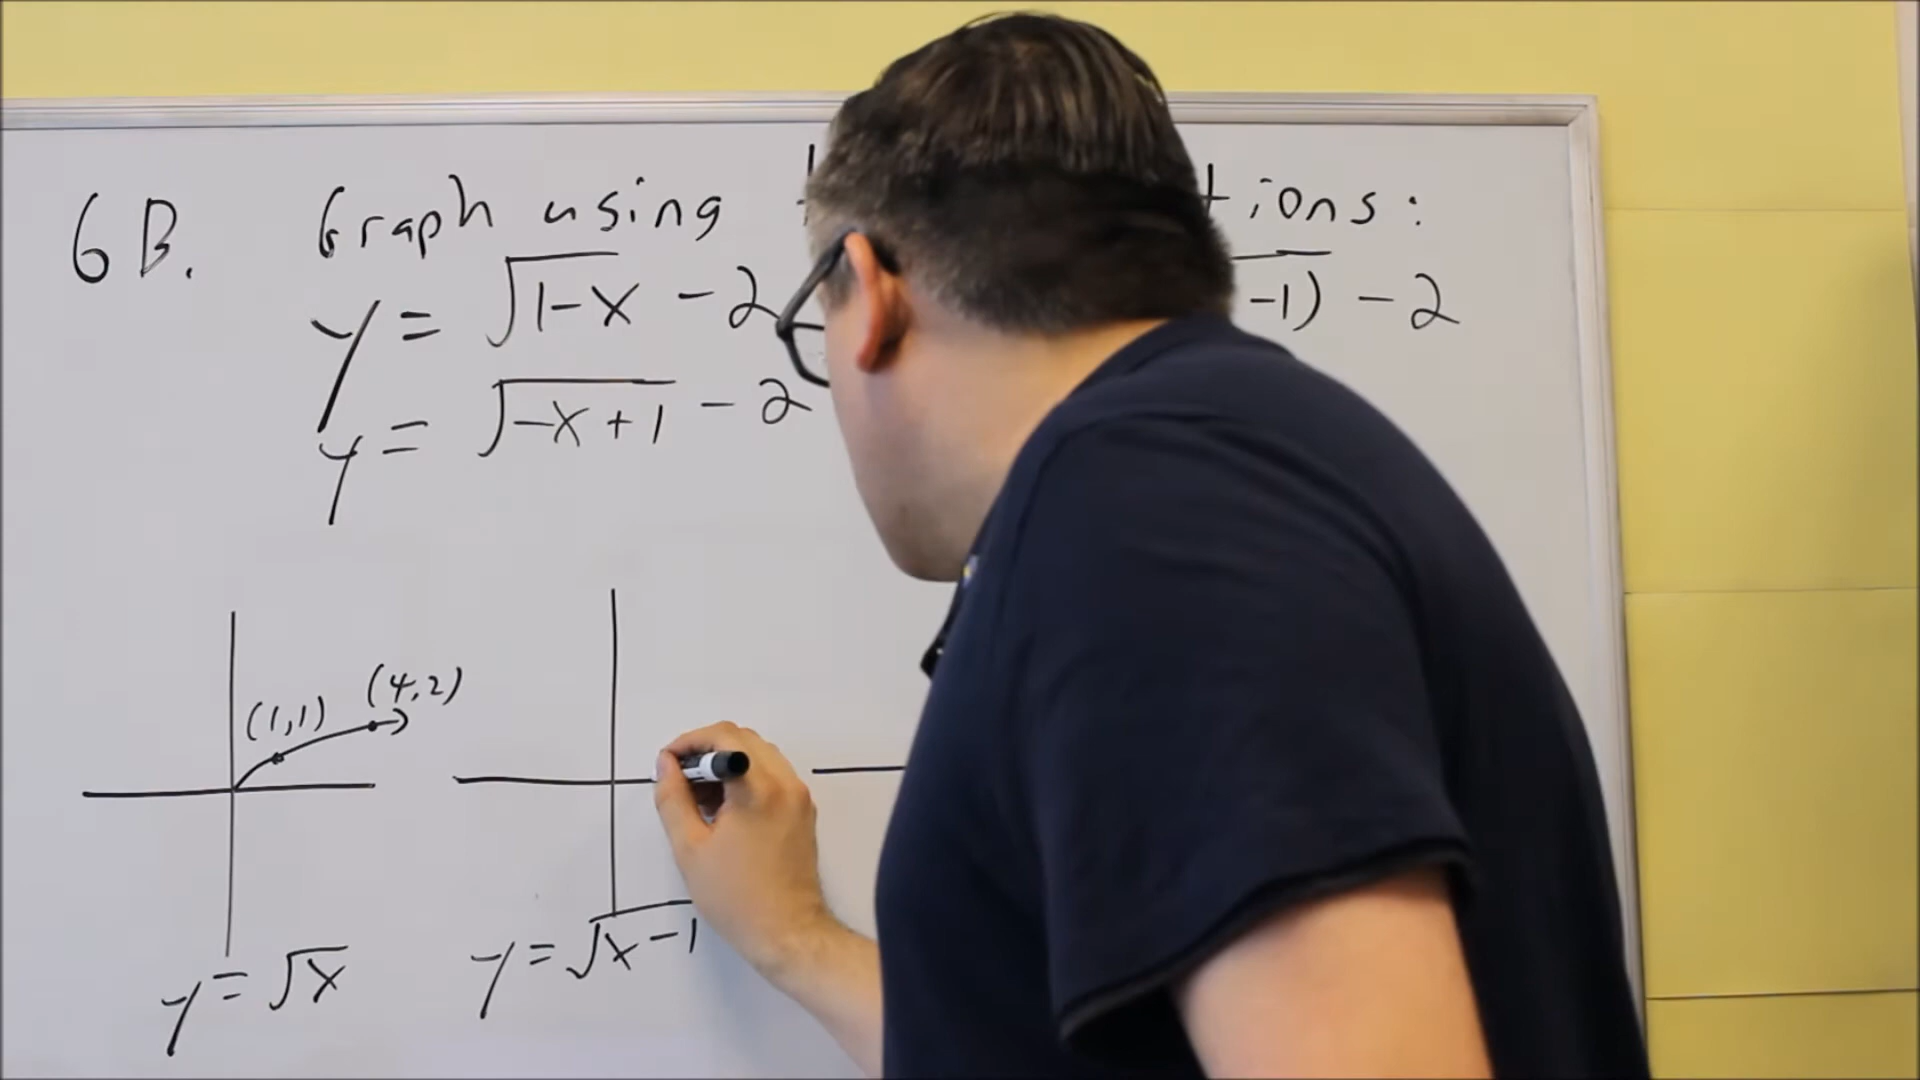 6B. Graph using tions:
y = √1-x - 2 -1) - 2
y = √-x+1 - 2
(1,1) (4,2)
y = √x y = √x-1